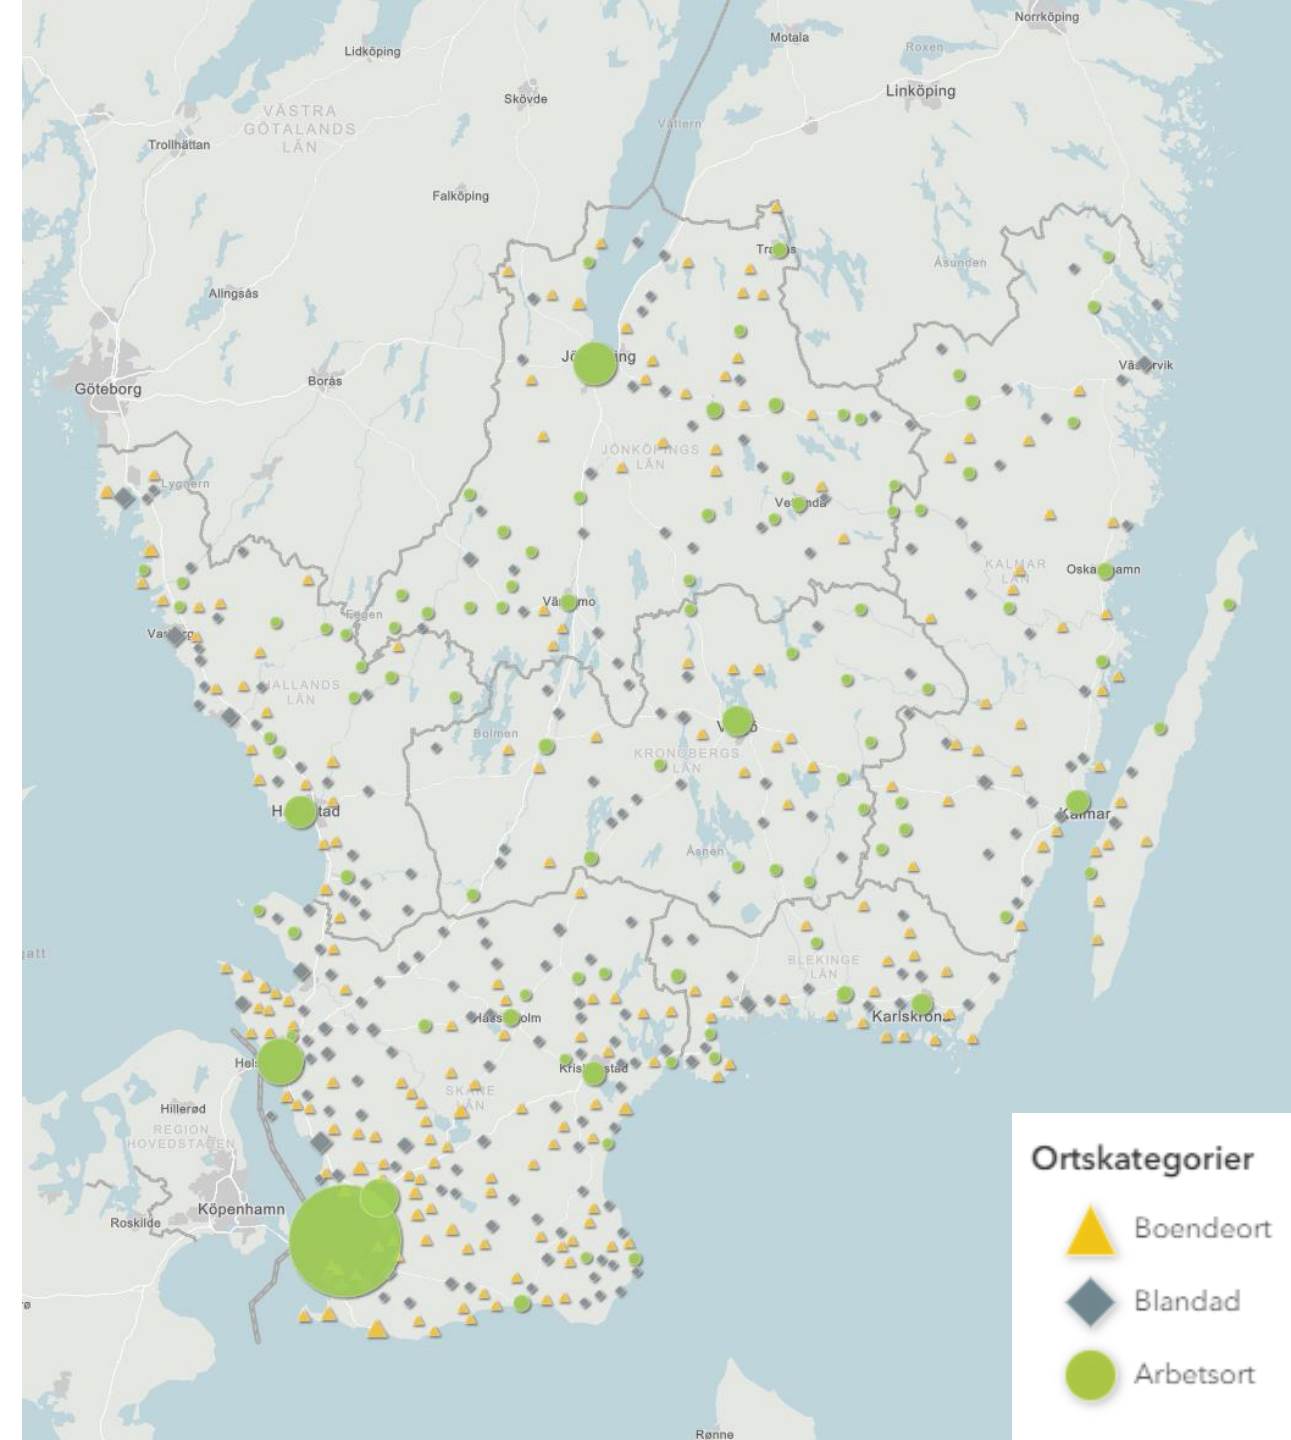 Norrköping
Motala
Lidköping
Roxen
Linköping
Skövde
VÄSTRA
GÖTALANDS
LÄN
Vättern
Trollhättan
Falköping
Åsunden
Alingsås
Borås
Göteborg
JÖNKÖPINGS
LÄN
Lygnern
KALMAR
LÄN
Fegen
HALLANDS
LÄN
Bolmen
KRONOBERGS
LÄN
Kalmar
Åsnen
BLEKINGE
LÄN
Karlskrona
SKÅNE
LÄN
Hillerød
REGION
HOVEDSTADEN
Köpenhamn
Roskilde
Rønne
Ortskategorier
Boendeort
Blandad
Arbetsort